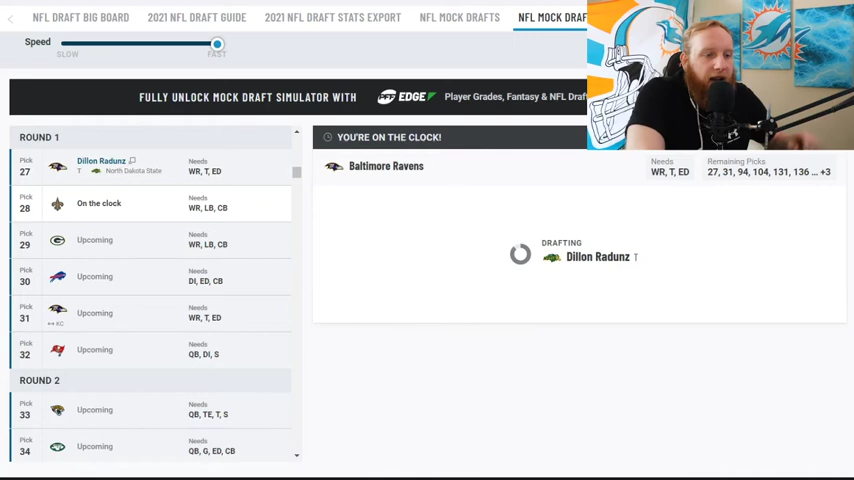 NFL DRAFT BIG BOARD
2021 NFL DRAFT GUIDE
2021 NFL DRAFT STATS EXPORT
NFL MOCK DRAFTS
NFL MOCK DRAF
Speed
SLOW
FAST
FULLY UNLOCK MOCK DRAFT SIMULATOR WITH
PFF EDGE
Player Grades, Fantasy & NFL Draf
ROUND 1
Pick
27
Dillon Radunz
T
North Dakota State
Needs
WR, T, ED
Pick
28
On the clock
Needs
WR, LB, CB
Pick
29
Upcoming
Needs
WR, LB, CB
Pick
30
Upcoming
Needs
DI, ED, CB
Pick
31
KC
Upcoming
Needs
WR, T, ED
Pick
32
Upcoming
Needs
QB, DI, S
ROUND 2
Pick
33
Upcoming
Needs
QB, TE, T, S
Pick
34
Upcoming
Needs
QB, G, ED, CB
YOU'RE ON THE CLOCK!
Baltimore Ravens
Needs
WR, T, ED
Remaining Picks
27, 31, 94, 104, 131, 136 ... +3
DRAFTING
Dillon Radunz T